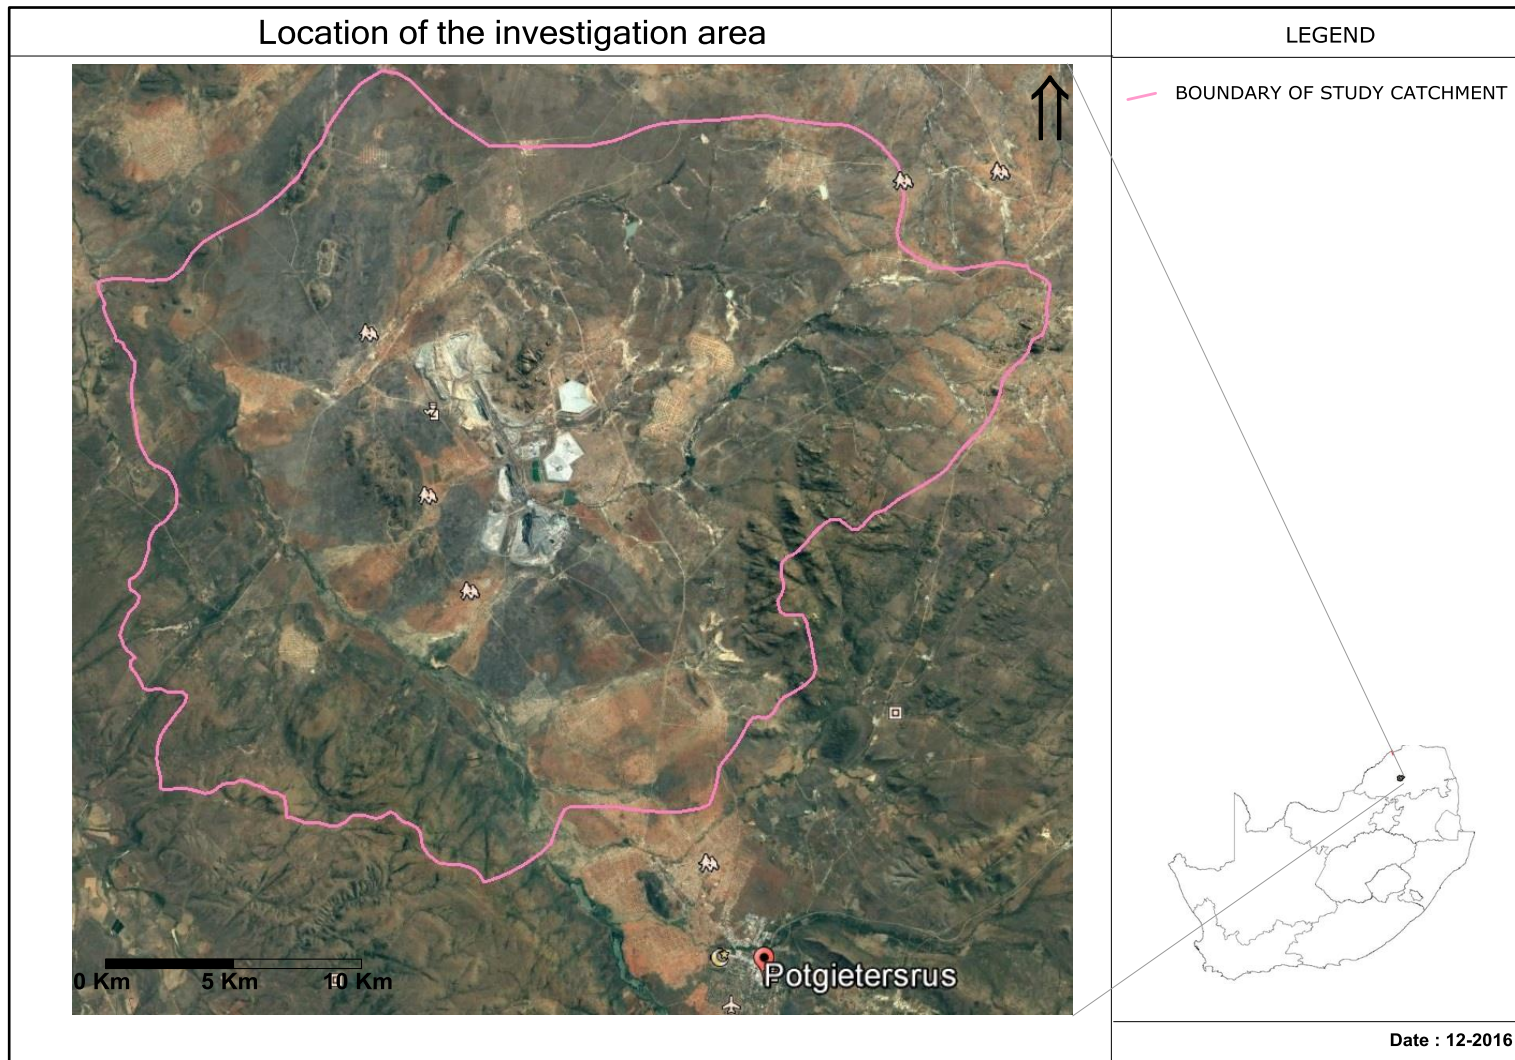 Location of the investigation area
LEGEND
BOUNDARY OF STUDY CATCHMENT
Potgietersrus
0 Km 5 Km 10 Km
Date : 12-2016